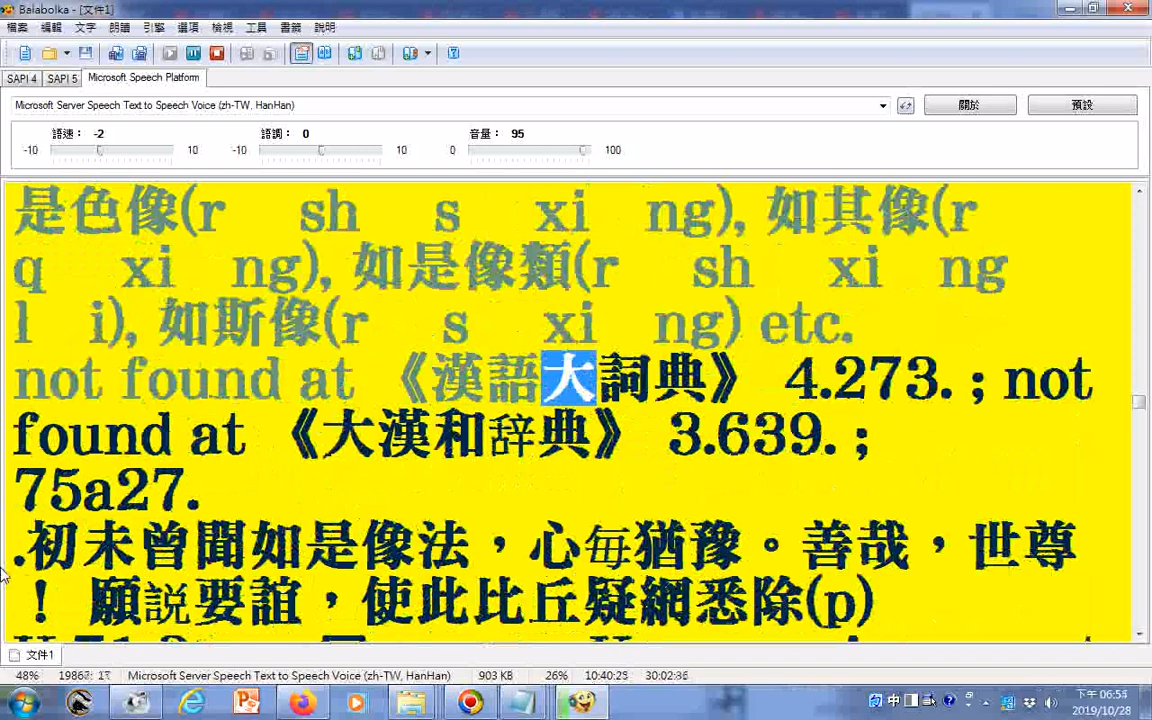 Balabolka - [文件1]
檔案 編輯 文字 朗讀 引擎 選項 檢視 工具 書籤 說明
SAPI 4 SAPI 5 Microsoft Speech Platform
Microsoft Server Speech Text to Speech Voice (zh-TW, HanHan) 關於 預設
語速： -2 語調： 0 音量： 95
-10 10 -10 10 0 100
是色像(r sh s xi ng), 如其像(r
q xi ng), 如是像類(r sh xi ng
l i), 如斯像(r s xi ng) etc.
not found at 《漢語大詞典》 4.273. ; not
found at 《大漢和辞典》 3.639. ;
75a27.
.初未曾聞如是像法，心毎猶豫。善哉，世尊
！ 願説要誼，使此比丘疑網悉除(p)
文件1
48% Microsoft Server Speech Text to Speech Voice (zh-TW, HanHan) 903 KB 26% 10:40:23 30:02:36
中 下午 06:55
2019/10/28